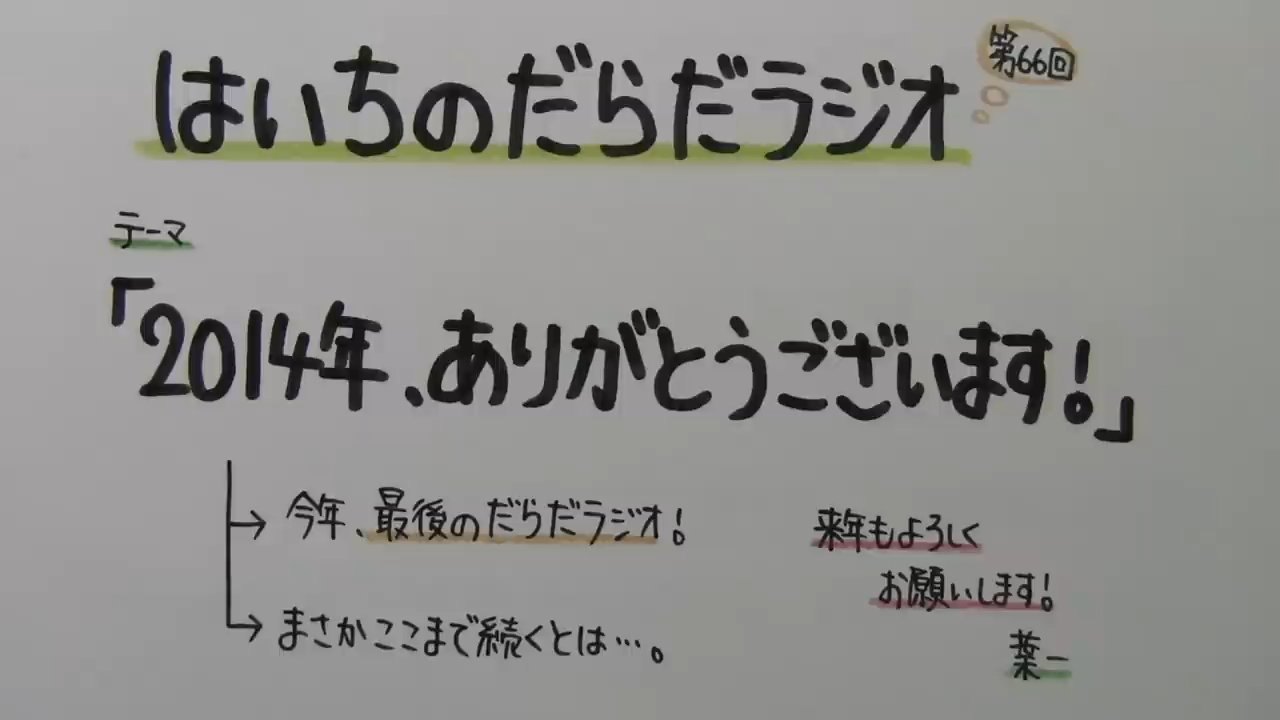 はいちのだらだラジオ
第66回
テーマ
「2014年、ありがとうございます!」
今年、最後のだらだラジオ!
まさかここまで続くとは…。
来年もよろしく
お願いします!
葉一